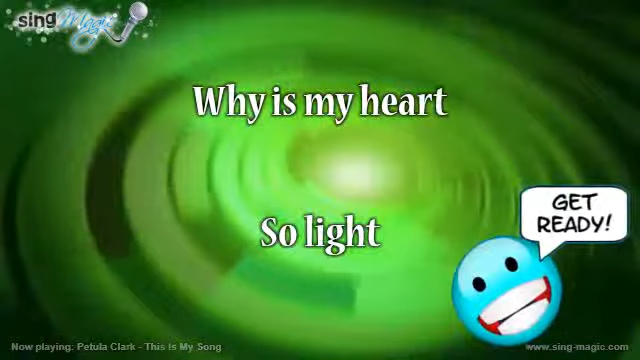 sing Magic
Why is my heart
So light
GET
READY!
Now playing: Petula Clark - This Is My Song
www.sing-magic.com